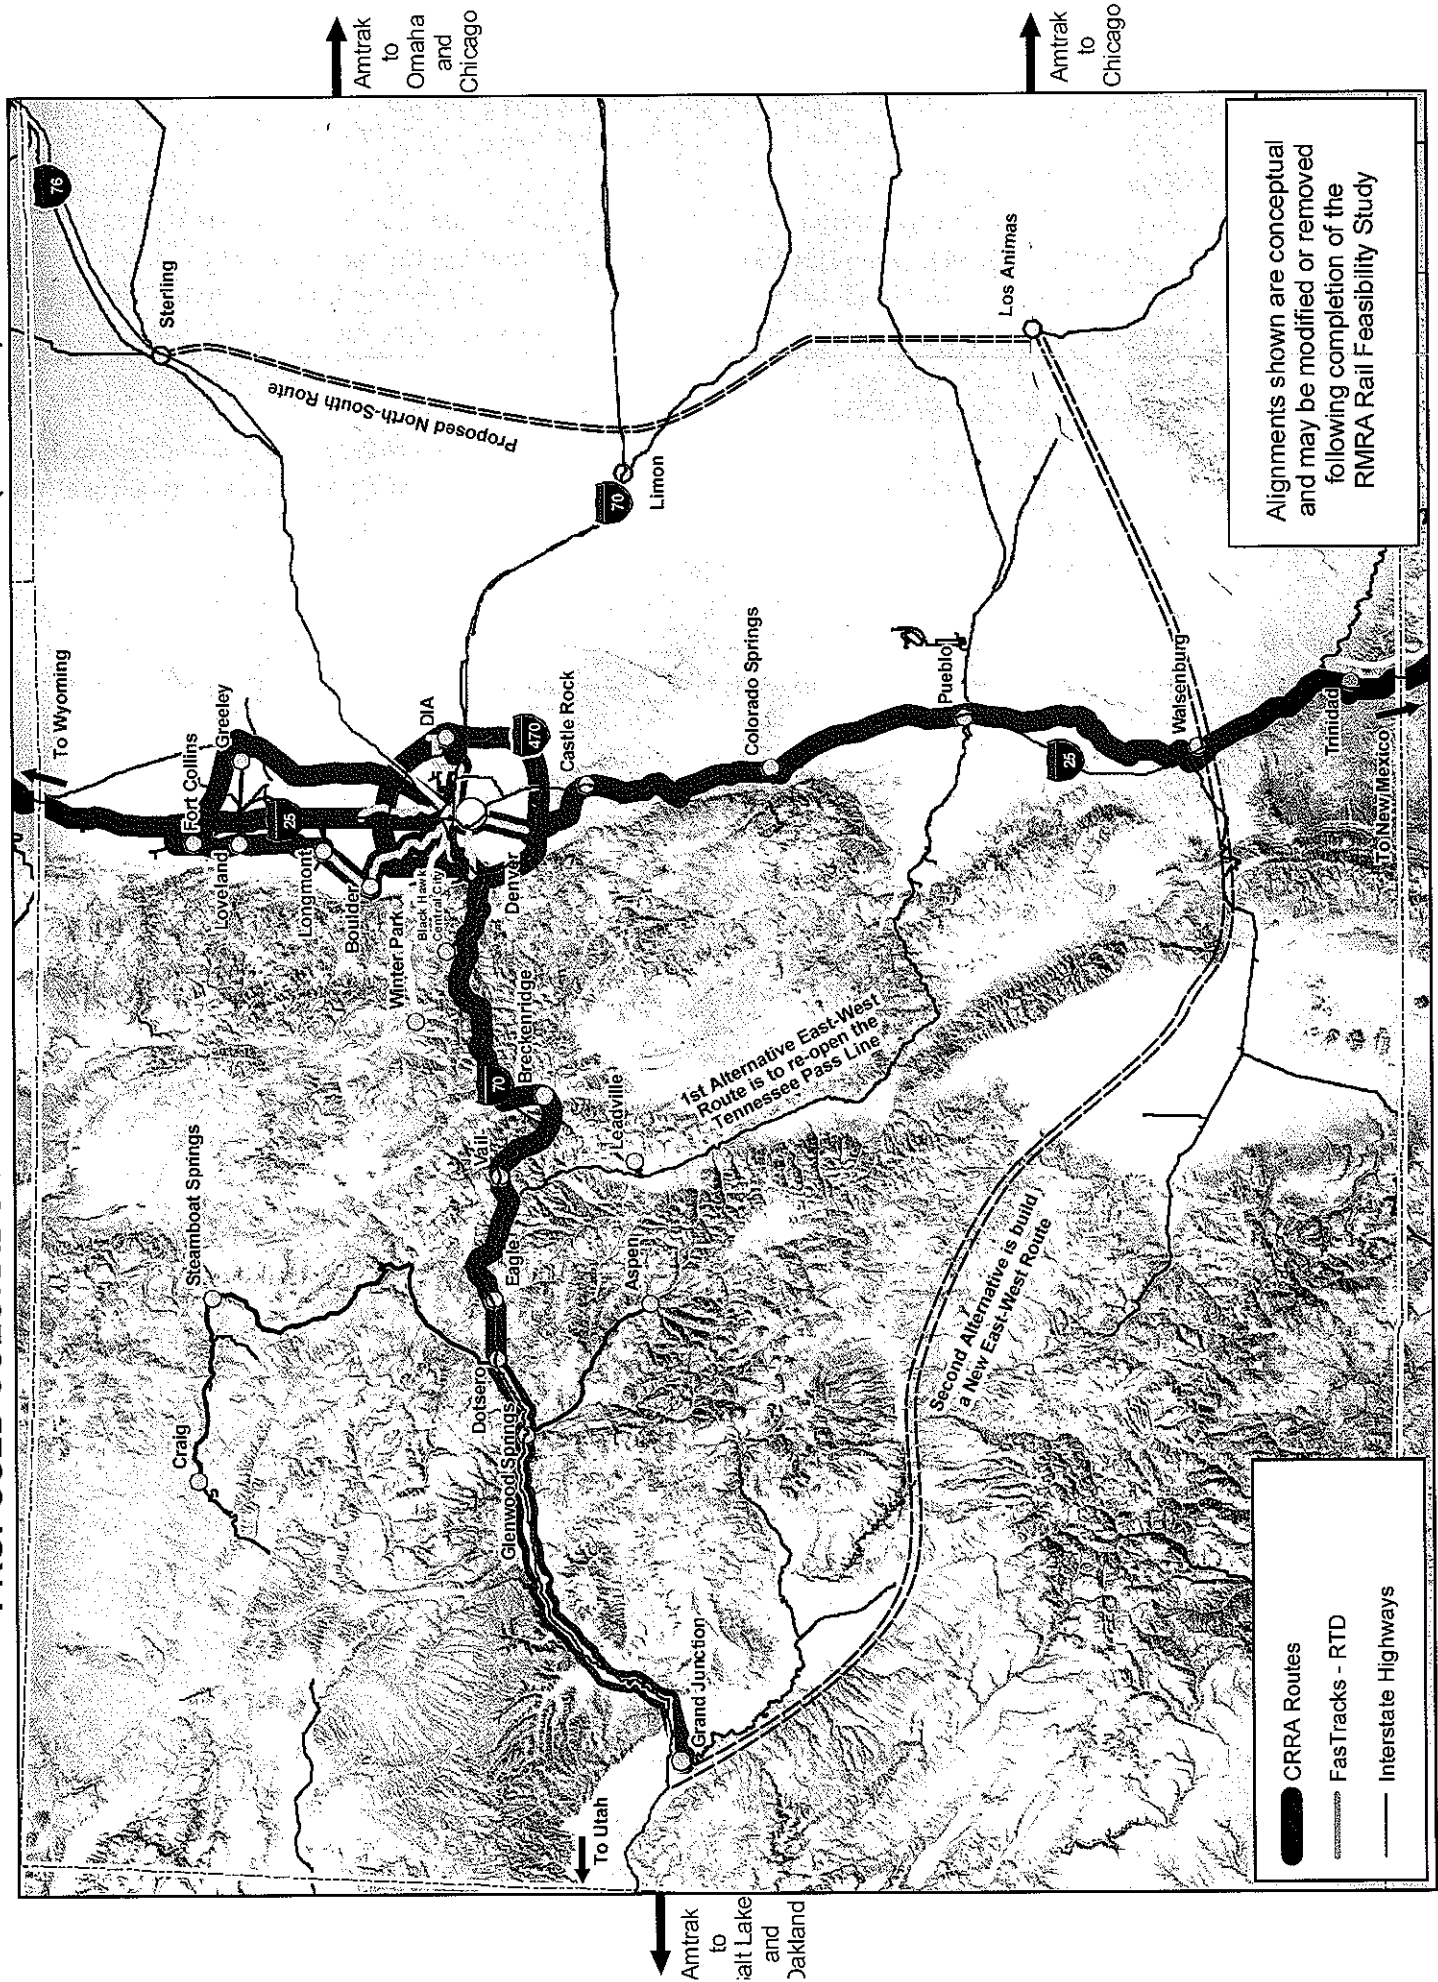 Amtrak
to
Omaha
and
Chicago
Amtrak
to
Chicago
76
Sterling
Proposed North-South Route
Los Animas
70
Limon
To Wyoming
Fort Collins
Greeley
Loveland
25
Longmont
Boulder
DIA
Winter Park
Black Hawk
Central City
Denver
470
Castle Rock
Colorado Springs
Pueblo
25
Walsenburg
Trinidad
To New Mexico
70
Breckenridge
Vail
Leadville
1st Alternative East-West
Route is to re-open the
Tennessee Pass Line
Steamboat Springs
Craig
Eagle
Aspen
Dotsero
Glenwood Springs
Second Alternative is build
a New East-West Route
Grand Junction
To Utah
Amtrak
to
alt Lake
and
Oakland
Alignments shown are conceptual
and may be modified or removed
following completion of the
RMRA Rail Feasibility Study
CRRA Routes
FasTracks - RTD
Interstate Highways